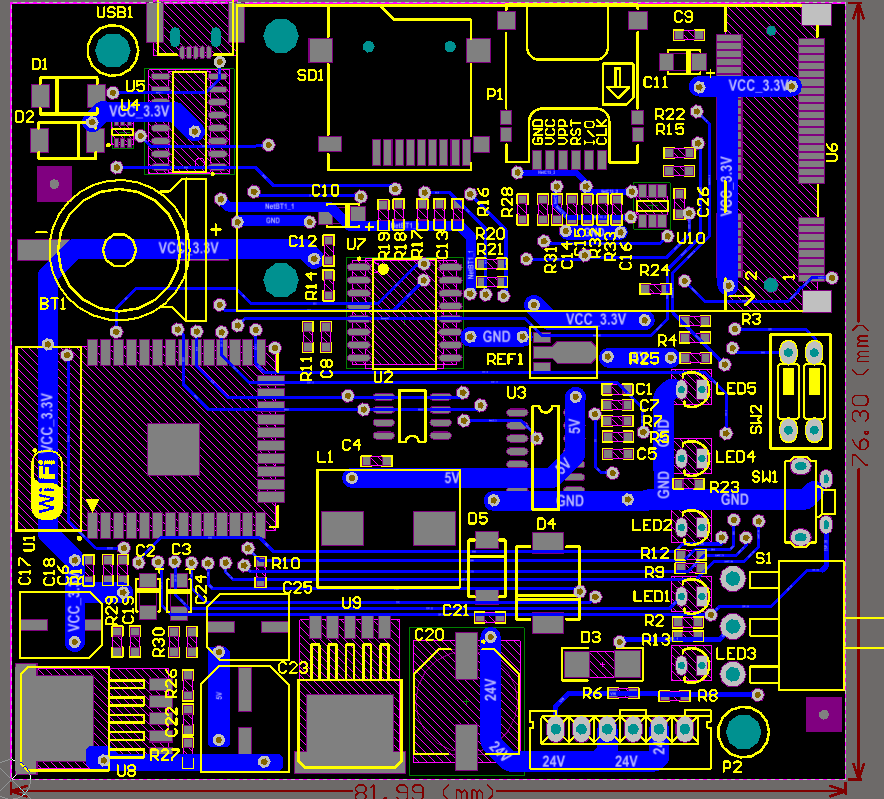 USB1
C9
D1
SD1
C11
U5
P1
VCC_3.3V
U4
VCC_3.3V
D2
GND
VCC
VPP
RST
I/O
CLK
R22
R15
U6
VCC_3.3V
C10
NetBT1_1
GND
R16
R28
C26
U10
C12
U7
R19
R18
R17
C13
R20
R21
R31
C14
C15
R32
R33
C16
VCC_3.3V
NetBT1_1
R14
R24
2
1
BT1
VCC_3.3V
R3
R11
C8
GND
REF1
R4
R25
U2
U3
C1
C7
R7
R5
C5
LED5
SW2
76.30 (mm)
VCC_3.3V
5V
GND
L1
C4
5V
5V
LED4
SW1
WiFi
GND
GND
R23
GND
U1
D5
D4
LED2
C17
C18
C6
C2
C3
R10
R12
S1
R9
C24
C25
R29
C19
U9
C21
LED1
VCC_3.3V
R30
C20
R2
R13
D3
LED3
C23
R26
5V
24V
R6
R8
C22
R27
U8
24V
24V
24V
24V
P2
81.99 (mm)